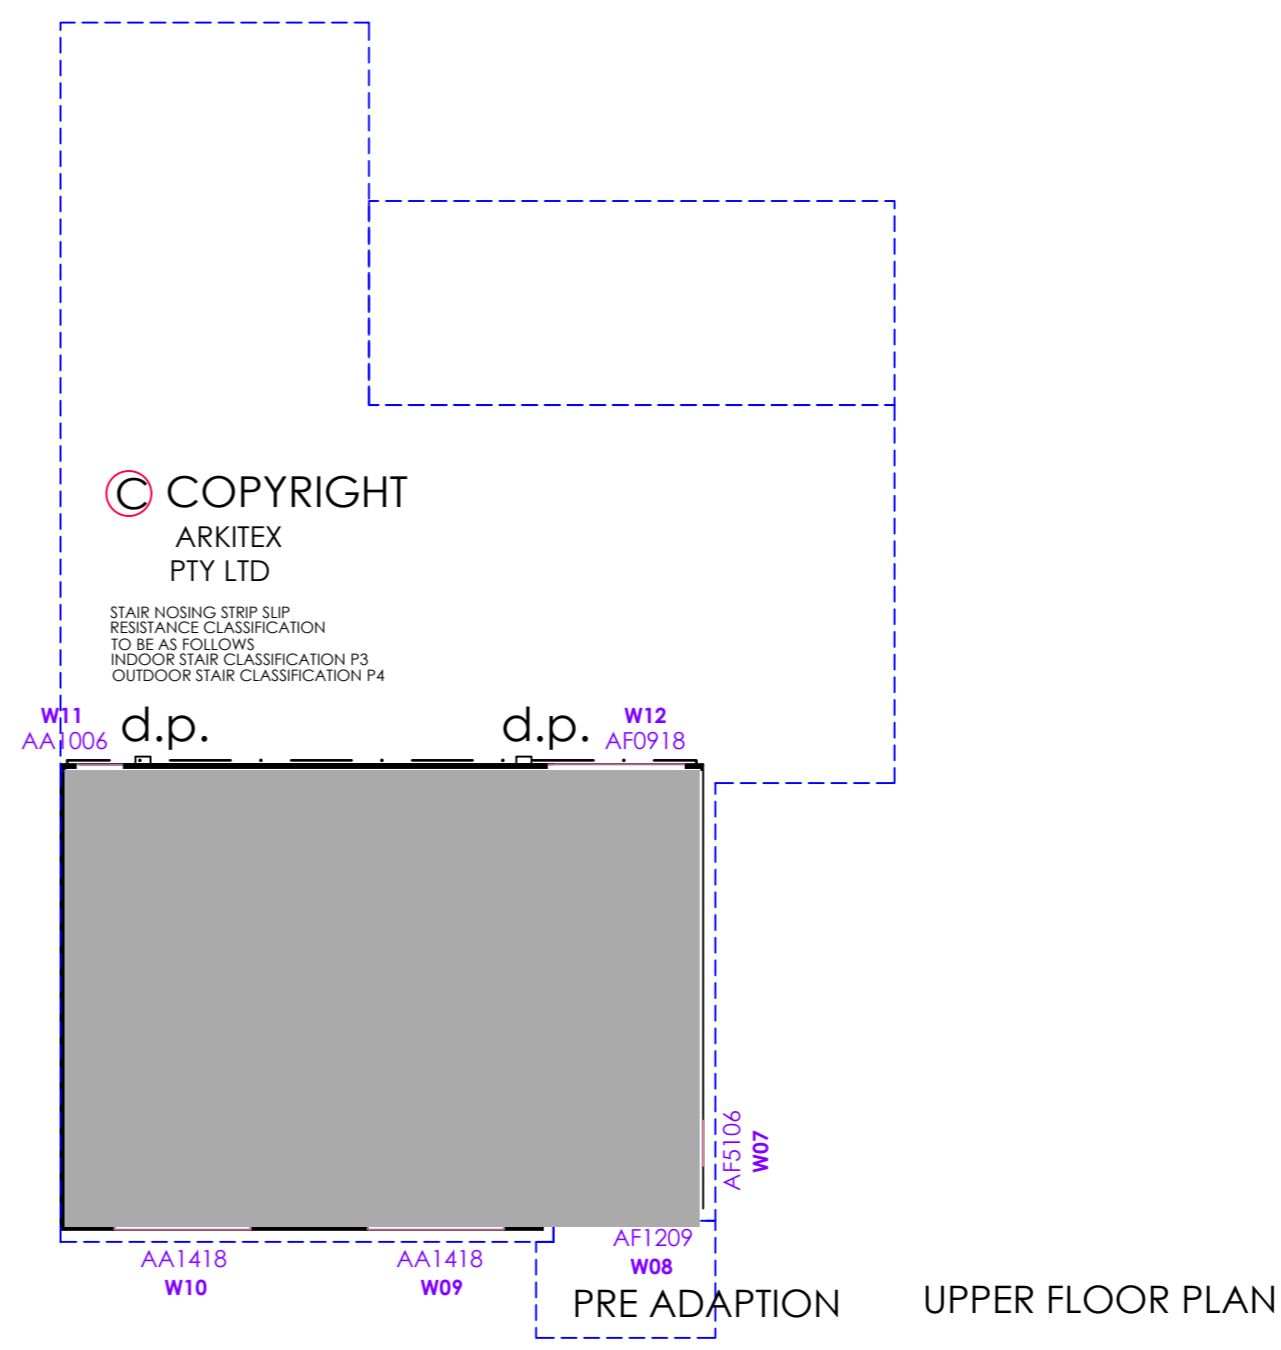 © COPYRIGHT
ARKITEX
PTY LTD
STAIR NOSING STRIP SLIP
RESISTANCE CLASSIFICATION
TO BE AS FOLLOWS
INDOOR STAIR CLASSIFICATION P3
OUTDOOR STAIR CLASSIFICATION P4
W11
AA1006
d.p.
d.p.
W12
AF0918
AF5106
W07
AA1418
W10
AA1418
W09
AF1209
W08
PRE ADAPTION
UPPER FLOOR PLAN